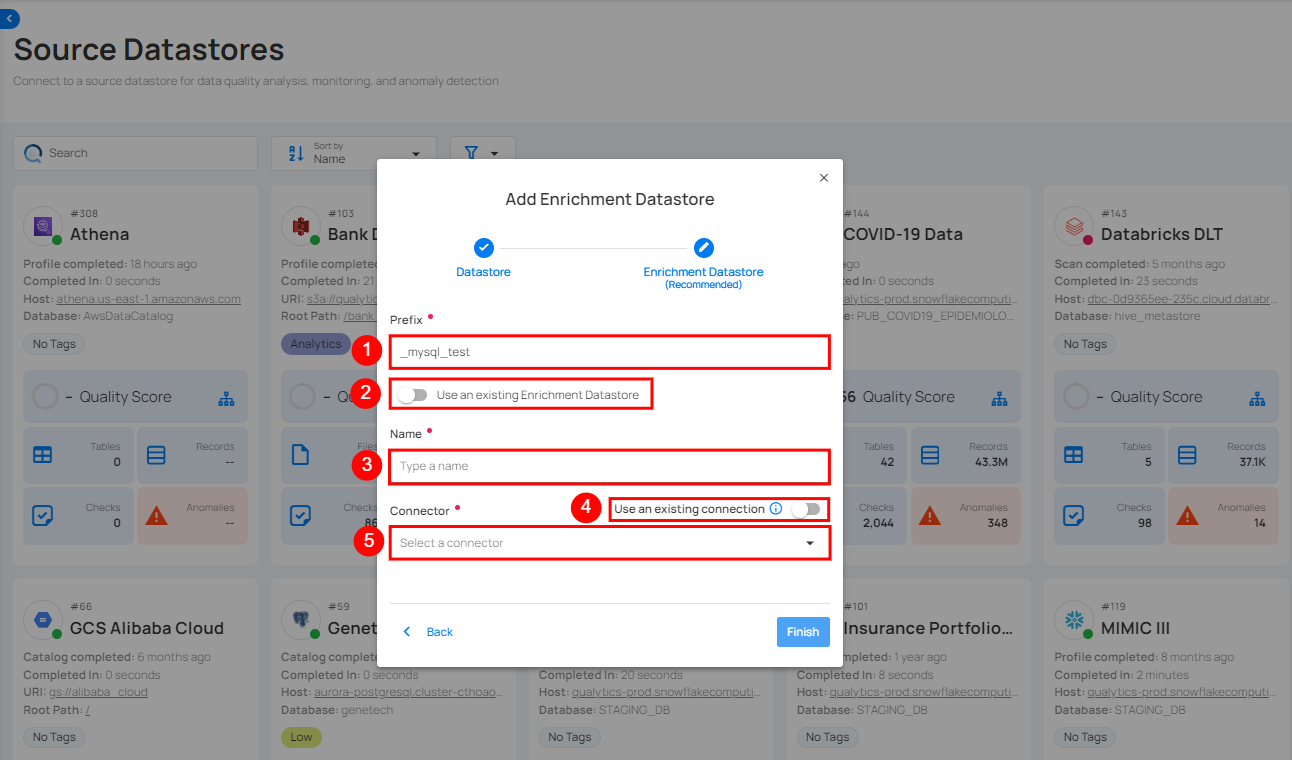 Source Datastores
Connect to a source datastore for data quality analysis, monitoring, and anomaly detection
Search
Sort by
Name
Add Enrichment Datastore
Datastore
Enrichment Datastore
(Recommended)
Prefix
1
_mysql_test
2
Use an existing Enrichment Datastore
Name
3
Type a name
Connector
4
Use an existing connection
5
Select a connector
Back
Finish
#308
Athena
Profile completed: 18 hours ago
Completed In: 0 seconds
Host: athena.us-east-1.amazonaws.com
Database: AwsDataCatalog
No Tags
– Quality Score
Tables
0
Records
--
Checks
0
Anomalies
--
#103
Bank
Profile complete
Completed In: 21
URI: s3a://qualytic
Root Path: /bank
Analytics
–
Files
Checks
86
#144
COVID-19 Data
ago
0 seconds
alytics-prod.snowflakecomputi...
PUB_COVID19_EPIDEMIOLO...
56 Quality Score
Tables
42
Records
43.3M
Checks
2,044
Anomalies
348
#143
Databricks DLT
Scan completed: 5 months ago
Completed In: 23 seconds
Host: dbc-0d9365ee-235c.cloud.databr...
Database: hive_metastore
No Tags
– Quality Score
Tables
5
Records
37.1K
Checks
98
Anomalies
14
#66
GCS Alibaba Cloud
Catalog completed: 6 months ago
Completed In: 0 seconds
URI: gs://alibaba_cloud
Root Path: /
No Tags
#59
Genet
Catalog complet
Completed In: 0 seconds
Host: aurora-postgresql.cluster-cthoao...
Database: genetech
Low
Completed In: 20 seconds
Host: qualytics-prod.snowflakecomputi...
Database: STAGING_DB
No Tags
#101
Insurance Portfolio...
mpleted: 1 year ago
Completed In: 8 seconds
Host: qualytics-prod.snowflakecomputi...
Database: STAGING_DB
No Tags
#119
MIMIC III
Profile completed: 8 months ago
Completed In: 2 minutes
Host: qualytics-prod.snowflakecomputi...
Database: STAGING_DB
No Tags